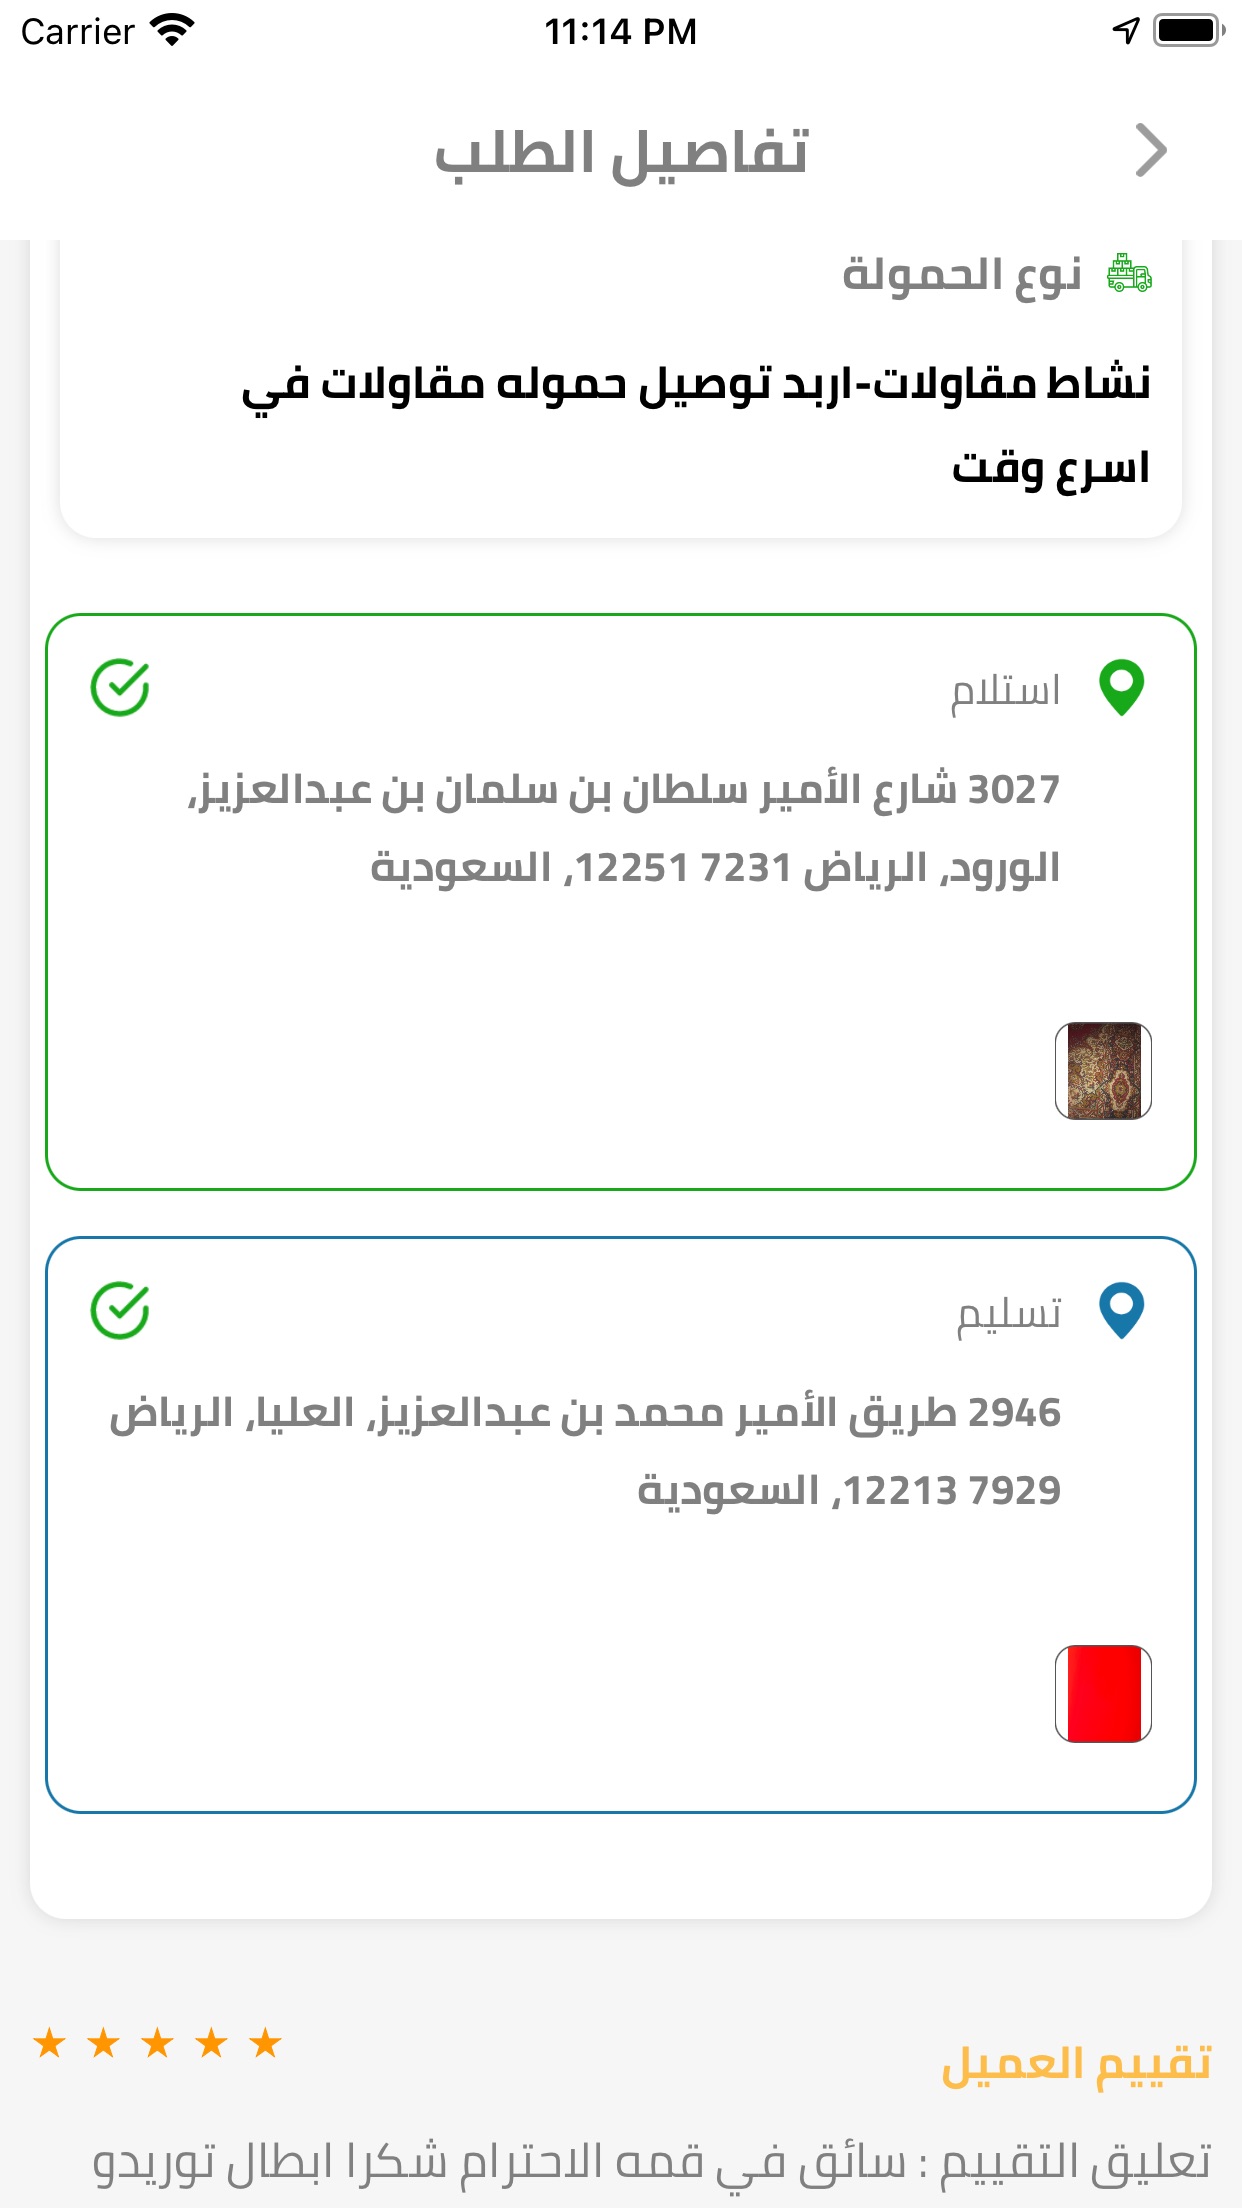 Carrier 11:14 PM
تفاصيل الطلب
نوع الحمولة
نشاط مقاولات-اربد توصيل حموله مقاولات في
اسرع وقت
استلام
3027 شارع الأمير سلطان بن سلمان بن عبدالعزيز،
الورود، الرياض 12251 7231، السعودية
تسليم
2946 طريق الأمير محمد بن عبدالعزيز، العليا، الرياض
12213 7929، السعودية
تقييم العميل
تعليق التقييم : سائق في قمه الاحترام شكرا ابطال توريدو